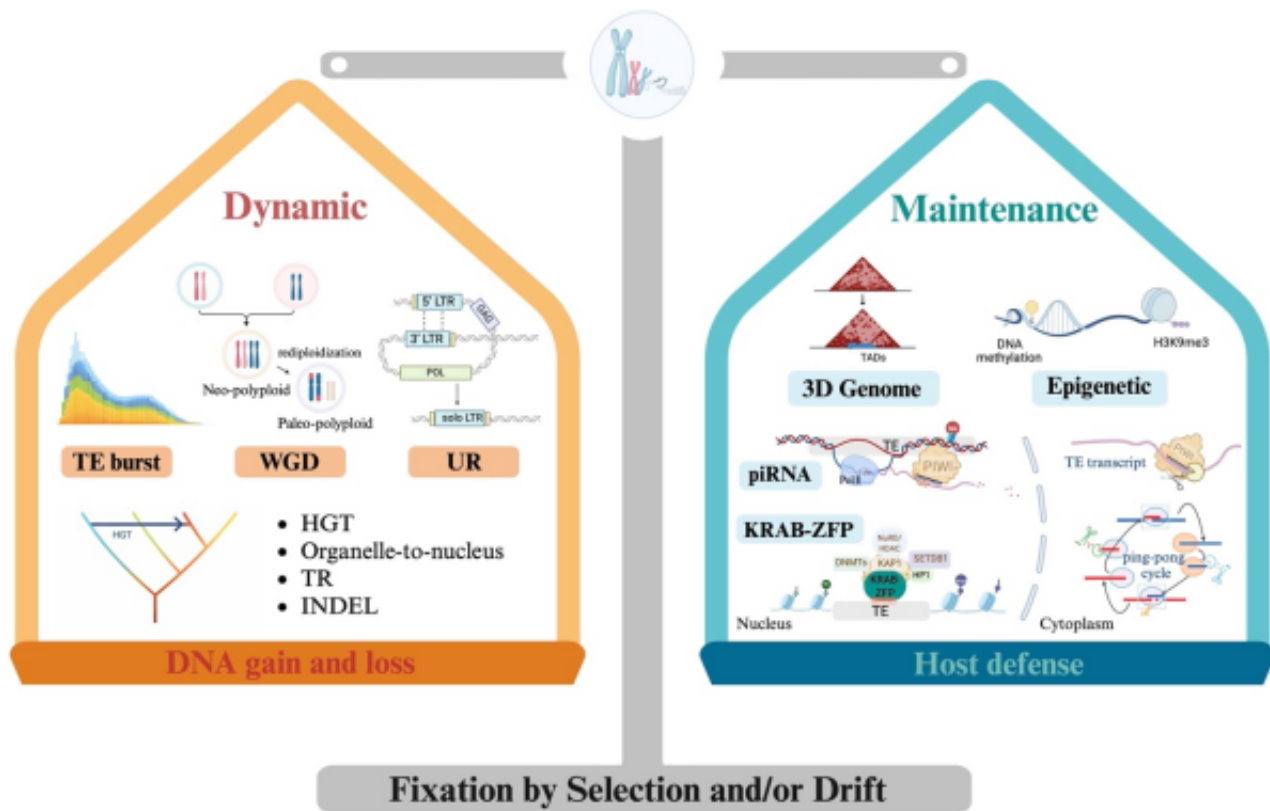 Dynamic
5' LTR
GAG
3' LTR
POL
solo LTR
rediploidization
Neo-polyploid
Paleo-polyploid
TE burst
WGD
UR
HGT
• HGT
• Organelle-to-nucleus
• TR
• INDEL
DNA gain and loss
Maintenance
TADs
3D Genome
DNA
methylation
H3K9me3
Epigenetic
TE
PIWI
piRNA
TE transcript
PIWI
KRAB-ZFP
NuRD/
HDAC
DNMTs
KAP1
SETDB1
HP1
KRAB-
ZFP
TE
Nucleus
ping-pong
cycle
Cytoplasm
Host defense
Fixation by Selection and/or Drift